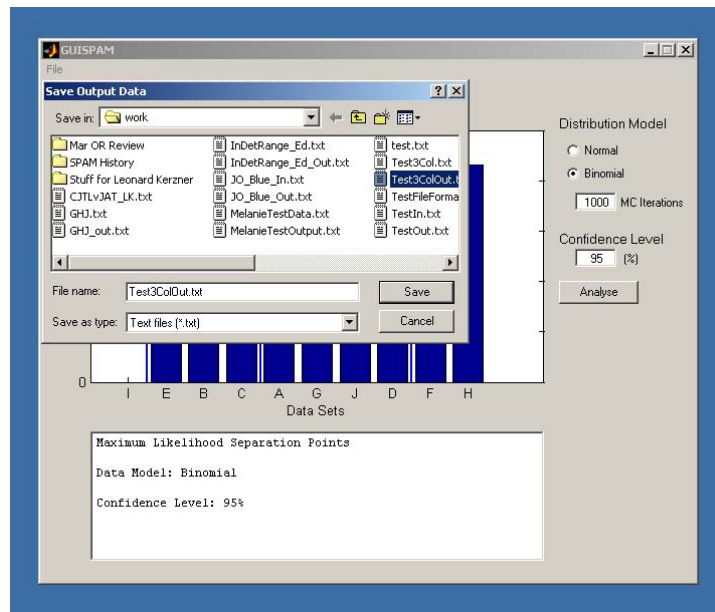 GUISPAM
File
Save Output Data
Save in: work
Mar OR Review
SPAM History
Stuff for Leonard Kerzner
CJTLvJAT_LK.txt
GHJ.txt
GHJ_out.txt
InDetRange_Ed.txt
InDetRange_Ed_Out.txt
JO_Blue_In.txt
JO_Blue_Out.txt
MelanieTestData.txt
MelanieTestOutput.txt
test.txt
Test3Col.txt
Test3ColOut.t
TestFileForma
TestIn.txt
TestOut.txt
File name: Test3ColOut.txt
Save
Save as type: Text files (*.txt)
Cancel
Distribution Model
Normal
Binomial
1000 MC Iterations
Confidence Level
95 (%)
Analyse
0
I E B C A G J D F H
Data Sets
Maximum Likelihood Separation Points
Data Model: Binomial
Confidence Level: 95%